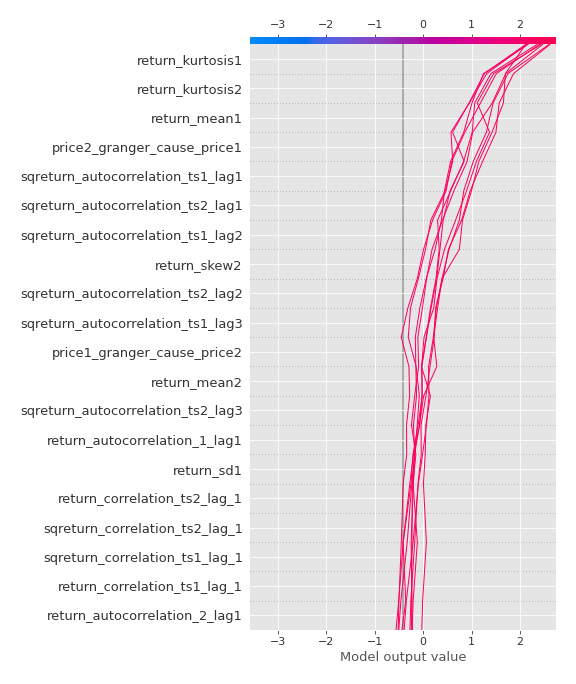 −3 −2 −1 0 1 2
return_kurtosis1
return_kurtosis2
return_mean1
price2_granger_cause_price1
sqreturn_autocorrelation_ts1_lag1
sqreturn_autocorrelation_ts2_lag1
sqreturn_autocorrelation_ts1_lag2
return_skew2
sqreturn_autocorrelation_ts2_lag2
sqreturn_autocorrelation_ts1_lag3
price1_granger_cause_price2
return_mean2
sqreturn_autocorrelation_ts2_lag3
return_autocorrelation_1_lag1
return_sd1
return_correlation_ts2_lag_1
sqreturn_correlation_ts2_lag_1
sqreturn_correlation_ts1_lag_1
return_correlation_ts1_lag_1
return_autocorrelation_2_lag1
−3 −2 −1 0 1 2
Model output value